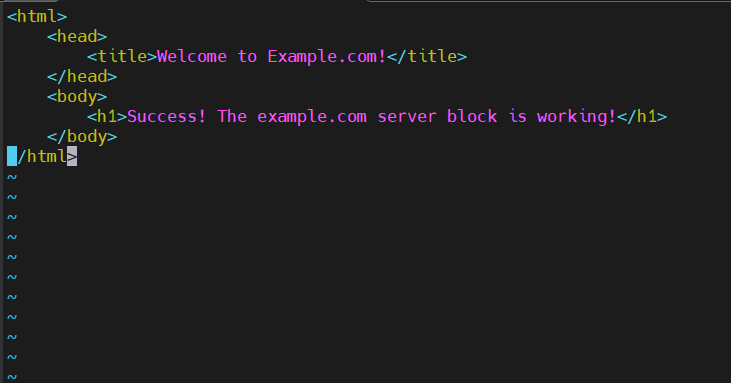 <html>
    <head>
        <title>Welcome to Example.com!</title>
    </head>
    <body>
        <h1>Success! The example.com server block is working!</h1>
    </body>
</html>
~
~
~
~
~
~
~
~
~
~
~